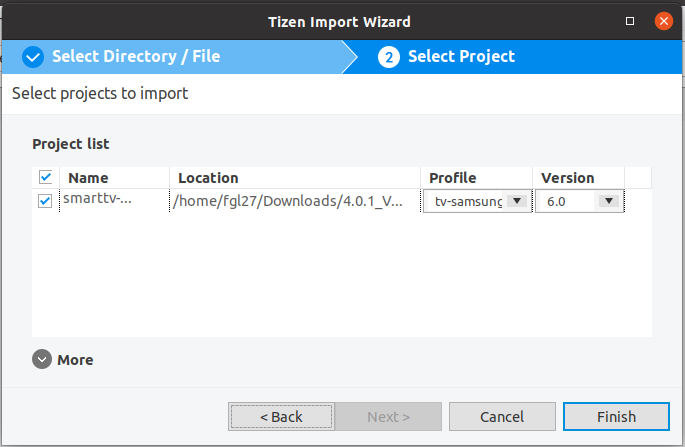 Tizen Import Wizard
Select Directory / File
2 Select Project
Select projects to import
Project list
Name Location Profile Version
smarttv-... /home/fgl27/Downloads/4.0.1_V... tv-samsung 6.0
More
< Back Next > Cancel Finish